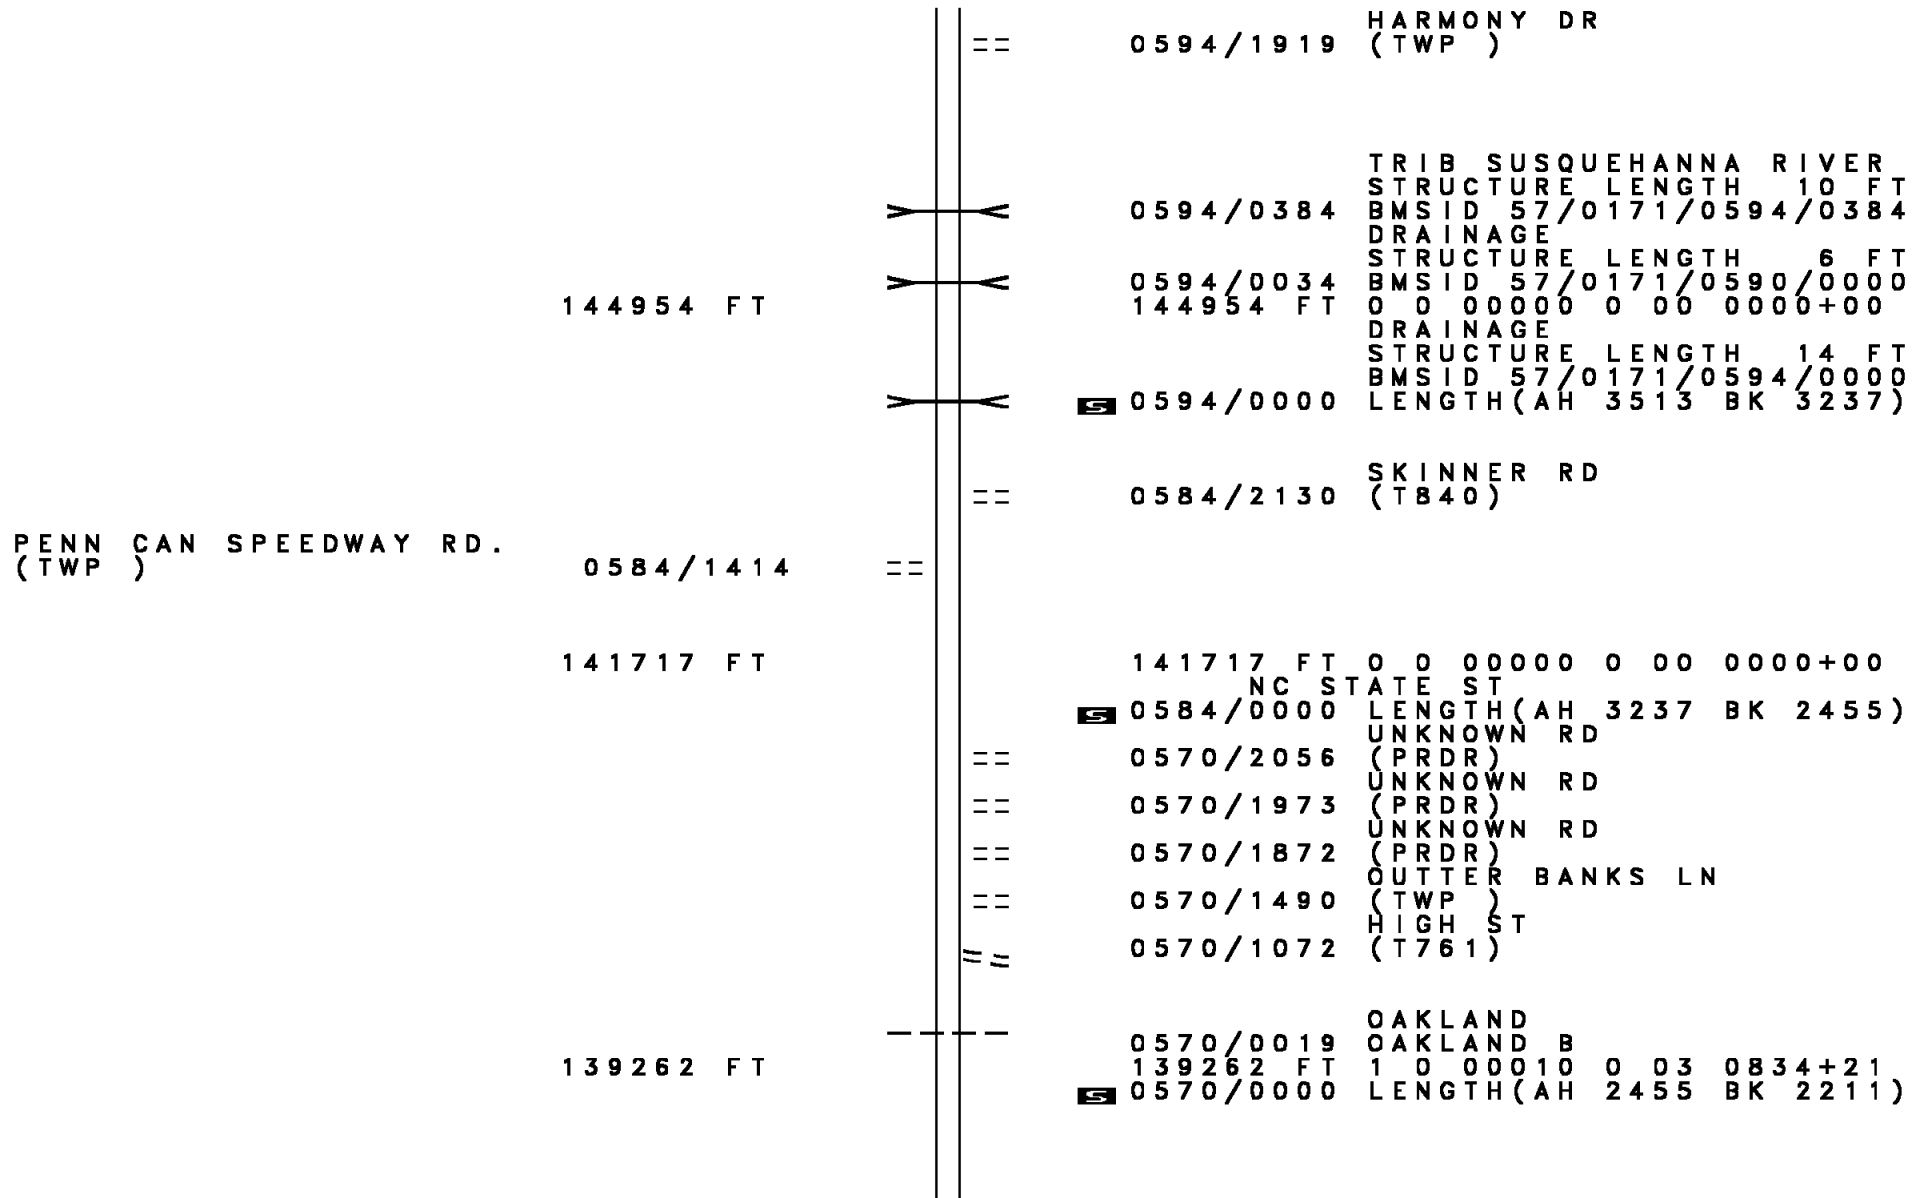 HARMONY DR
0594/1919 (TWP )
TRIB SUSQUEHANNA RIVER
STRUCTURE LENGTH 10 FT
0594/0384 BMSID 57/0171/0594/0384
DRAINAGE
STRUCTURE LENGTH 6 FT
0594/0034 BMSID 57/0171/0590/0000
144954 FT 144954 FT 0 0 00000 0 00 0000+00
DRAINAGE
STRUCTURE LENGTH 14 FT
BMSID 57/0171/0594/0000
S 0594/0000 LENGTH(AH 3513 BK 3237)
SKINNER RD
0584/2130 (T840)
PENN CAN SPEEDWAY RD.
(TWP ) 0584/1414
141717 FT 141717 FT 0 0 00000 0 00 0000+00
NC STATE ST
S 0584/0000 LENGTH(AH 3237 BK 2455)
UNKNOWN RD
0570/2056 (PRDR)
UNKNOWN RD
0570/1973 (PRDR)
UNKNOWN RD
0570/1872 (PRDR)
OUTTER BANKS LN
0570/1490 (TWP )
HIGH ST
0570/1072 (T761)
OAKLAND
0570/0019 OAKLAND B
139262 FT 139262 FT 1 0 00010 0 03 0834+21
S 0570/0000 LENGTH(AH 2455 BK 2211)